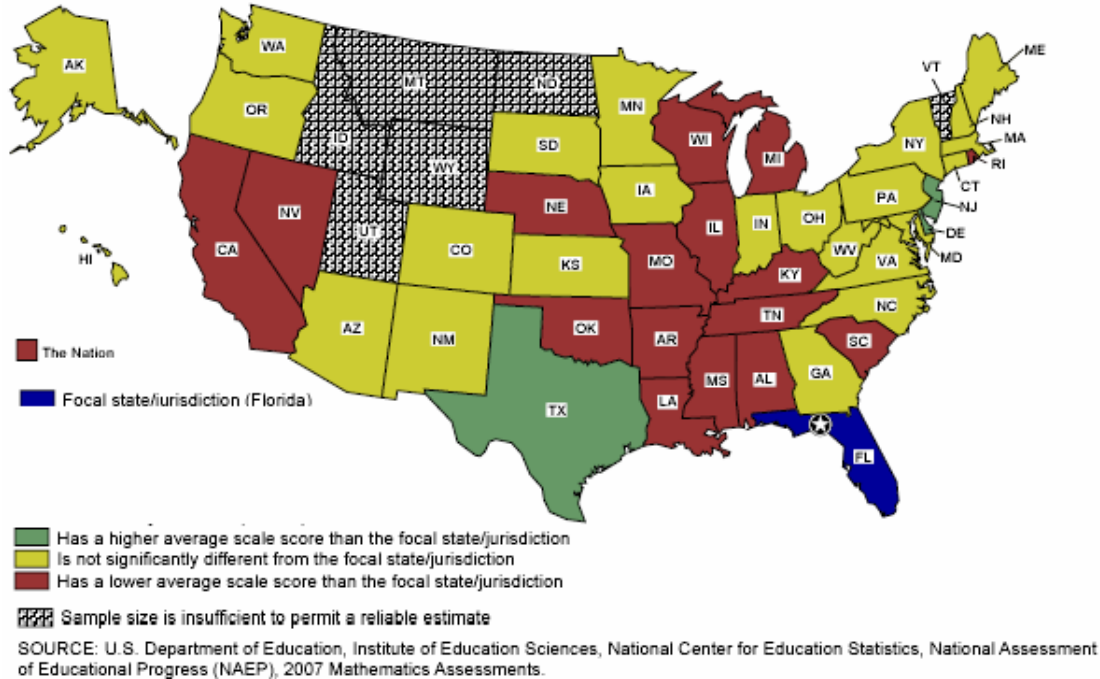 AK
WA
MT
ND
MN
VT
ME
OR
ID
SD
WI
NH
MA
NY
MI
RI
WY
IA
CT
PA
NE
NJ
NV
UT
IN
OH
DE
IL
CA
CO
WV
MD
HI
KS
MO
VA
KY
NC
AZ
NM
OK
TN
AR
SC
The Nation
MS
AL
GA
LA
Focal state/jurisdiction (Florida)
TX
FL
Has a higher average scale score than the focal state/jurisdiction
Is not significantly different from the focal state/jurisdiction
Has a lower average scale score than the focal state/jurisdiction
Sample size is insufficient to permit a reliable estimate
SOURCE: U.S. Department of Education, Institute of Education Sciences, National Center for Education Statistics, National Assessment
of Educational Progress (NAEP), 2007 Mathematics Assessments.